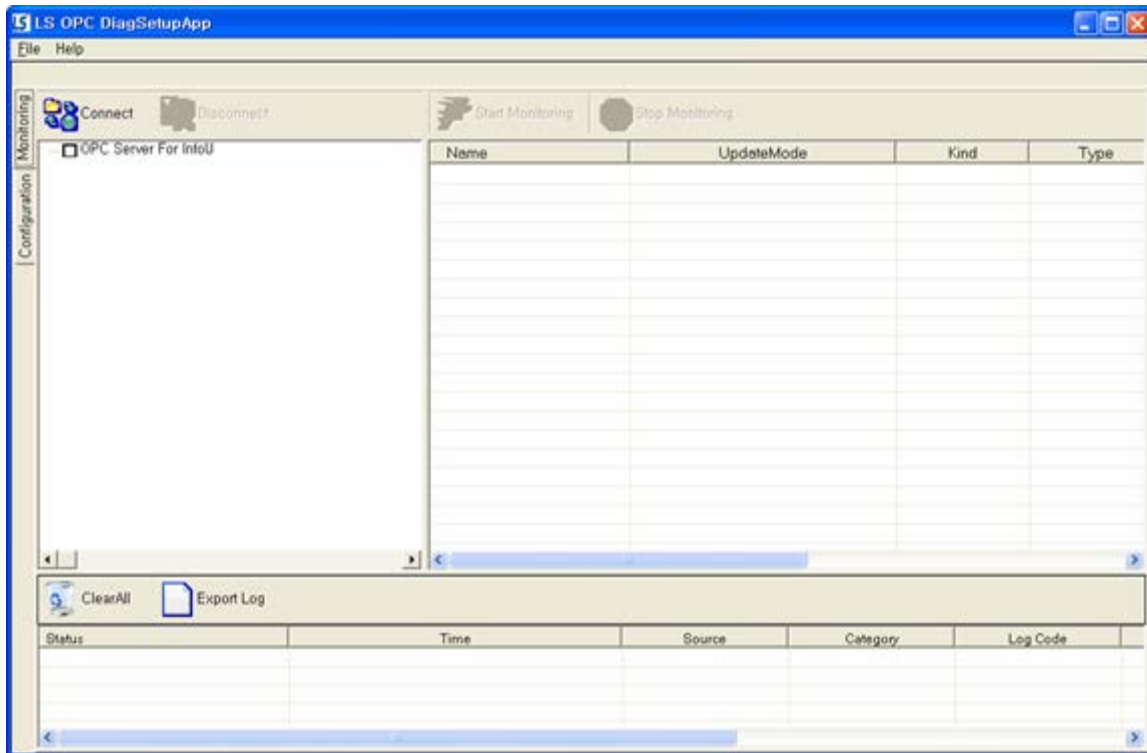 LS OPC DiagSetupApp
File Help
Monitoring
Configuration
Connect Disconnect Start Monitoring Stop Monitoring
OPC Server For InfoU
Name UpdateMode Kind Type
ClearAll Export Log
Status Time Source Category Log Code